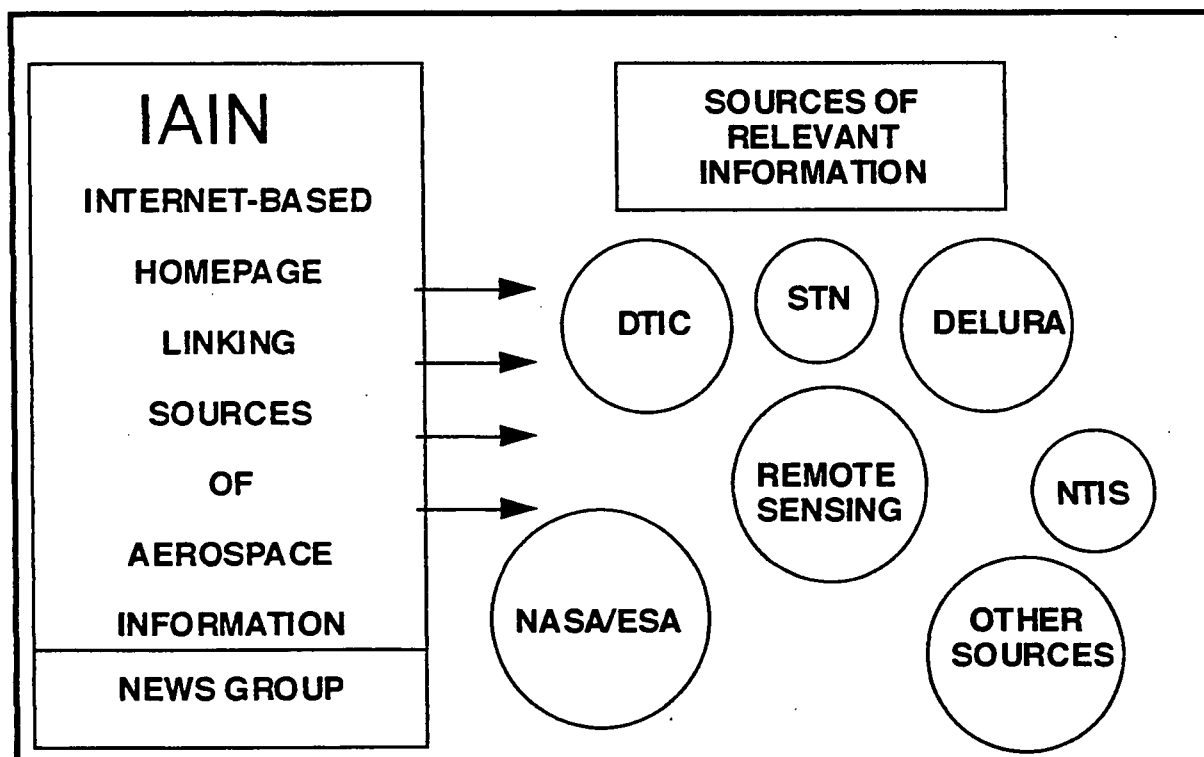 IAIN
INTERNET-BASED
HOMEPAGE
LINKING
SOURCES
OF
AEROSPACE
INFORMATION
NEWS GROUP
SOURCES OF
RELEVANT
INFORMATION
DTIC
STN
DELURA
REMOTE
SENSING
NTIS
NASA/ESA
OTHER
SOURCES